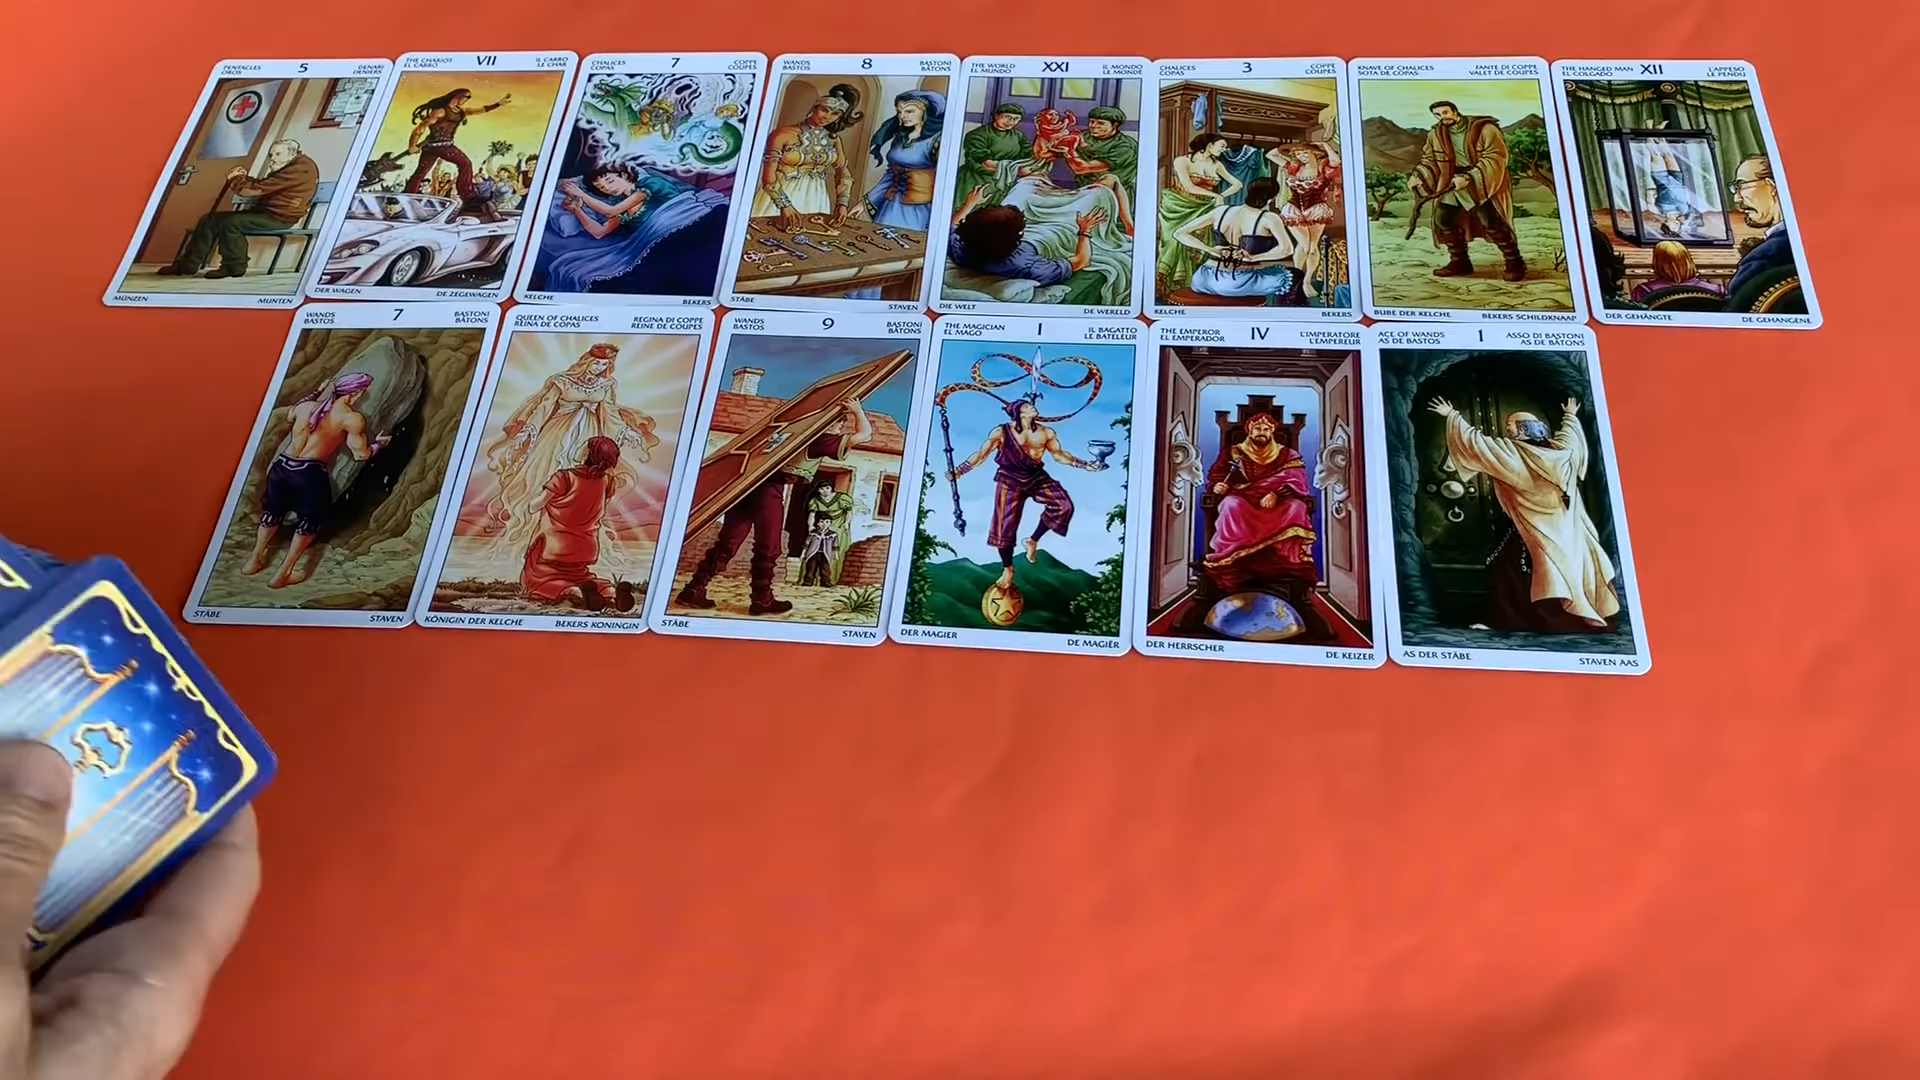 PENTACLES 5 DENARI
OROS DENIERS
MÜNZEN MUNTEN
THE CHARIOT VII IL CARRO
EL CARRO LE CHAR
DER WAGEN DE ZEGEWAGEN
CHALICES 7 COPPE
COPAS COUPES
KELCHE BEKERS
WANDS 8 BASTONI
BASTOS BÂTONS
STÄBE STAVEN
THE WORLD XXI IL MONDO
EL MUNDO LE MONDE
DIE WELT DE WERELD
CHALICES 3 COPPE
COPAS COUPES
KELCHE BEKERS
KNAVE OF CHALICES FANTE DI COPPE
SOTA DE COPAS VALET DE COUPES
BUBE DER KELCHE BEKERS SCHILDKNAAP
THE HANGED MAN XII L'APPESO
EL COLGADO LE PENDU
DER GEHÄNGTE DE GEHANGENE
WANDS 7 BASTONI
BASTOS BÂTONS
STÄBE STAVEN
QUEEN OF CHALICES REGINA DI COPPE
REINA DE COPAS REINE DE COUPES
KÖNIGIN DER KELCHE BEKERS KONINGIN
WANDS 9 BASTONI
BASTOS BÂTONS
STÄBE STAVEN
THE MAGICIAN I IL BAGATTO
EL MAGO LE BATELEUR
DER MAGIER DE MAGIËR
THE EMPEROR IV L'IMPERATORE
EL EMPERADOR L'EMPEREUR
DER HERRSCHER DE KEIZER
ACE OF WANDS 1 ASSO DI BASTONI
AS DE BASTOS AS DE BÂTONS
AS DER STÄBE STAVEN AAS